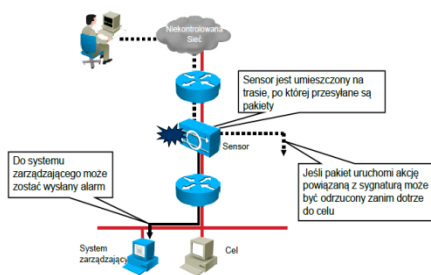 Niekontrolowana
Sieć
Sensor jest umieszczony na
trasie, po której przesyłane są
pakiety
Sensor
Do systemu
zarządzającego może
zostać wysłany alarm
Jeśli pakiet uruchomi akcję
powiązaną z sygnaturą może
być odrzucony zanim dotrze
do celu
System
zarządzający
Cel